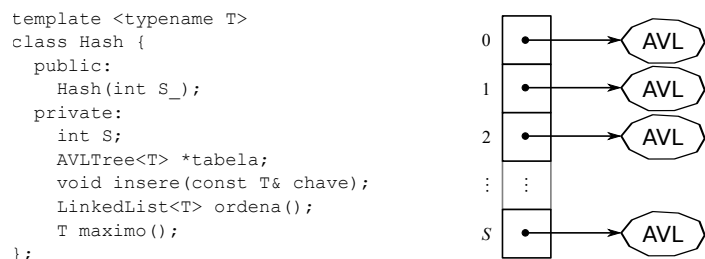 template <typename T>
class Hash {
public:
Hash(int S_);
private:
int S;
AVLTree<T> *tabela;
void insere(const T& chave);
LinkedList<T> ordena();
T maximo();
};
0 AVL
1 AVL
2 AVL
⋮ ⋮
S AVL